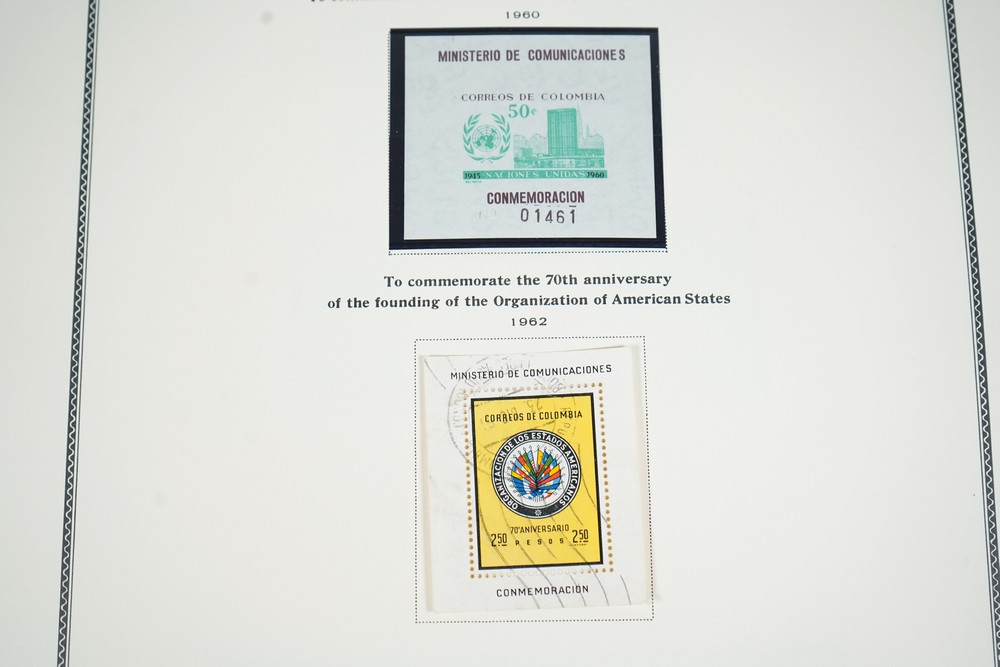 1960
MINISTERIO DE COMUNICACIONES
CORREOS DE COLOMBIA
50c
1945 NACIONES UNIDAS 1960
CONMEMORACION
01461
To commemorate the 70th anniversary
of the founding of the Organization of American States
1962
MINISTERIO DE COMUNICACIONES
CORREOS DE COLOMBIA
ORGANIZACION DE LOS ESTADOS AMERICANOS
70°ANIVERSARIO
2.50 PESOS 2.50
CONMEMORACION